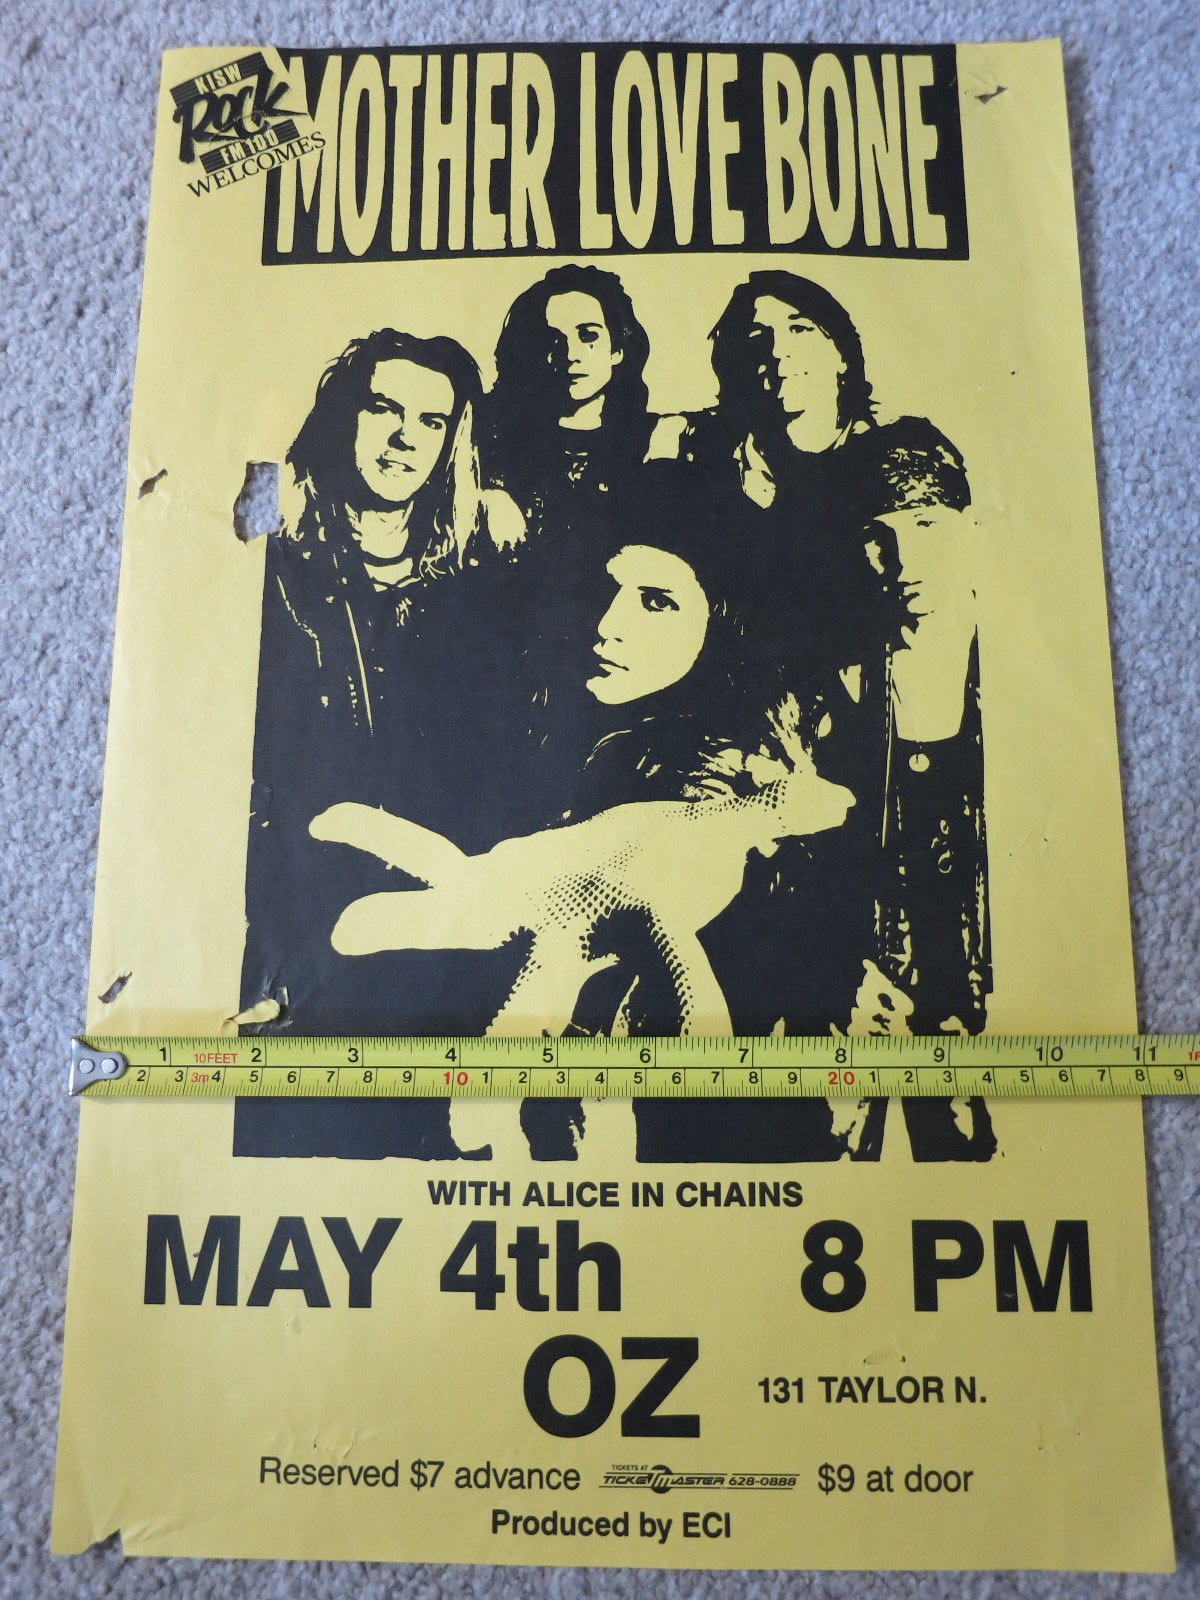 KISW
ROCK
FM 100
WELCOMES
MOTHER LOVE BONE
1 10FEET 2 3 4 5 6 7 8 9 10 11 1F
2 3 3m 4 5 6 7 8 9 10 1 2 3 4 5 6 7 8 9 20 1 2 3 4 5 6 7 8 9
WITH ALICE IN CHAINS
MAY 4th 8 PM
OZ 131 TAYLOR N.
Reserved $7 advance TICKETS AT TICKETMASTER 628-0888 $9 at door
Produced by ECI